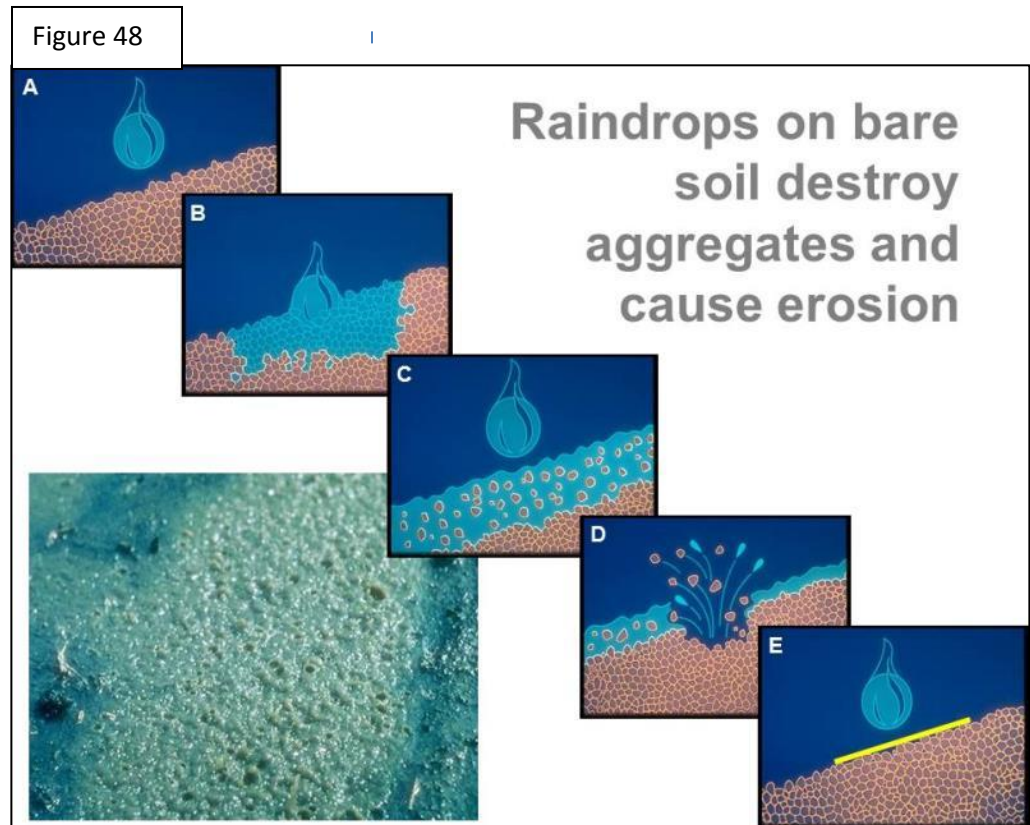 Figure 48
A
Raindrops on bare
soil destroy
aggregates and
cause erosion
B
C
D
E